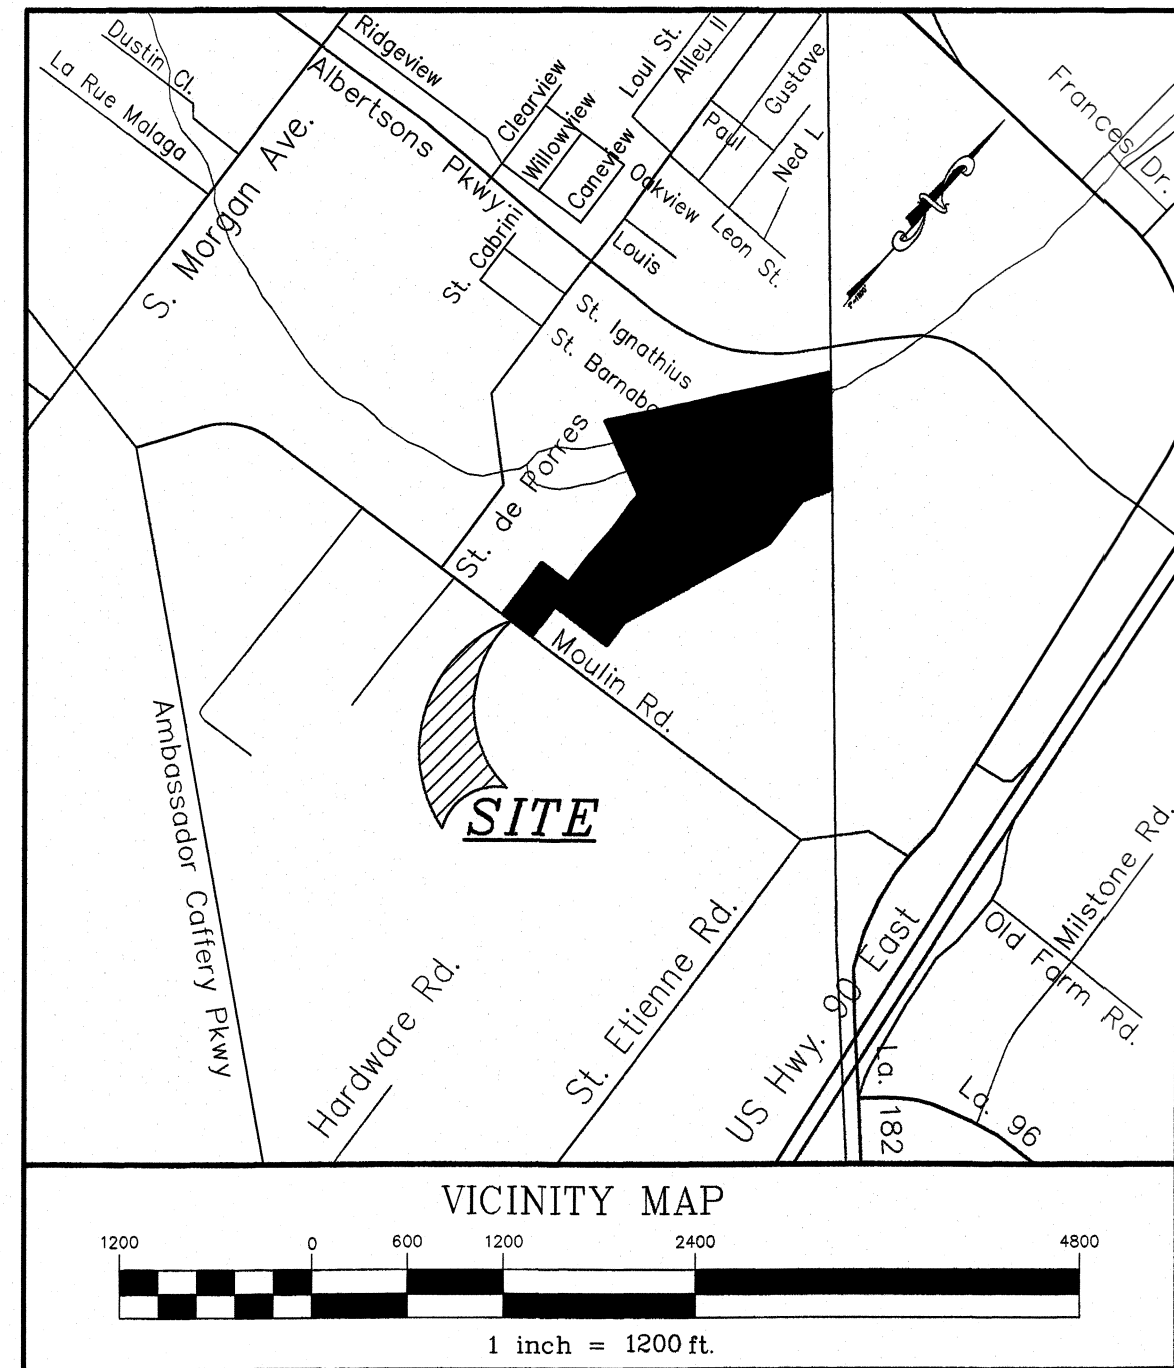 Dustin Cl.
La Rue Malaga
Ridgeview
Albertsons Pkwy.
S. Morgan Ave.
Clearview
Willowview
Caneview
Loul St.
Alleu II
Gustave
Paul
Ned L
Oakview
Leon St.
Louis
St. Cabrini
St. Ignathius
St. Barnaba
St. de Porres
Frances Dr.
Moulin Rd.
SITE
Ambassador Caffery Pkwy
Hardware Rd.
St. Etienne Rd.
US Hwy. 90 East
Milstone Rd.
Old Farm Rd.
La. 182
La. 96
VICINITY MAP
1200 0 600 1200 2400 4800
1 inch = 1200 ft.